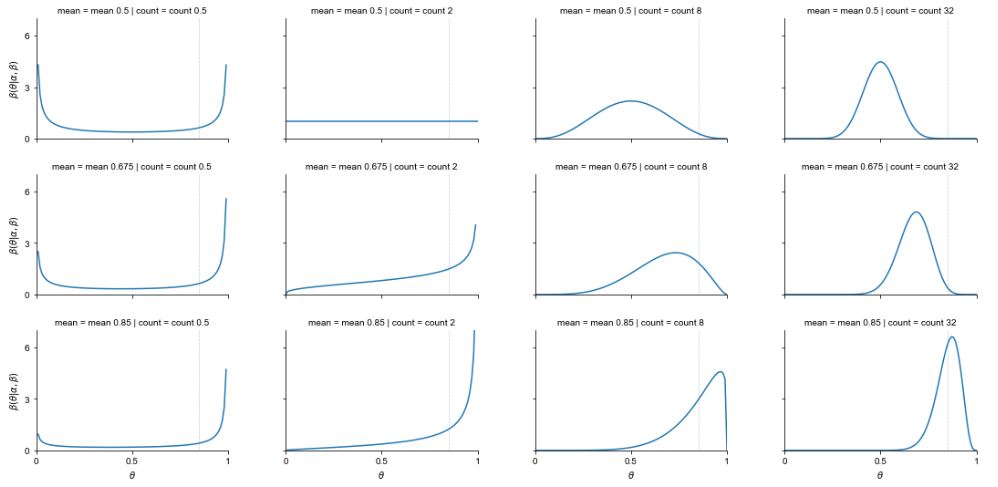 mean = mean 0.5 | count = count 0.5
mean = mean 0.5 | count = count 2
mean = mean 0.5 | count = count 8
mean = mean 0.5 | count = count 32
6
3
0
β(θ|α, β)
mean = mean 0.675 | count = count 0.5
mean = mean 0.675 | count = count 2
mean = mean 0.675 | count = count 8
mean = mean 0.675 | count = count 32
6
3
0
β(θ|α, β)
mean = mean 0.85 | count = count 0.5
mean = mean 0.85 | count = count 2
mean = mean 0.85 | count = count 8
mean = mean 0.85 | count = count 32
6
3
0
β(θ|α, β)
0 0.5 1
0 0.5 1
0 0.5 1
0 0.5 1
θ
θ
θ
θ